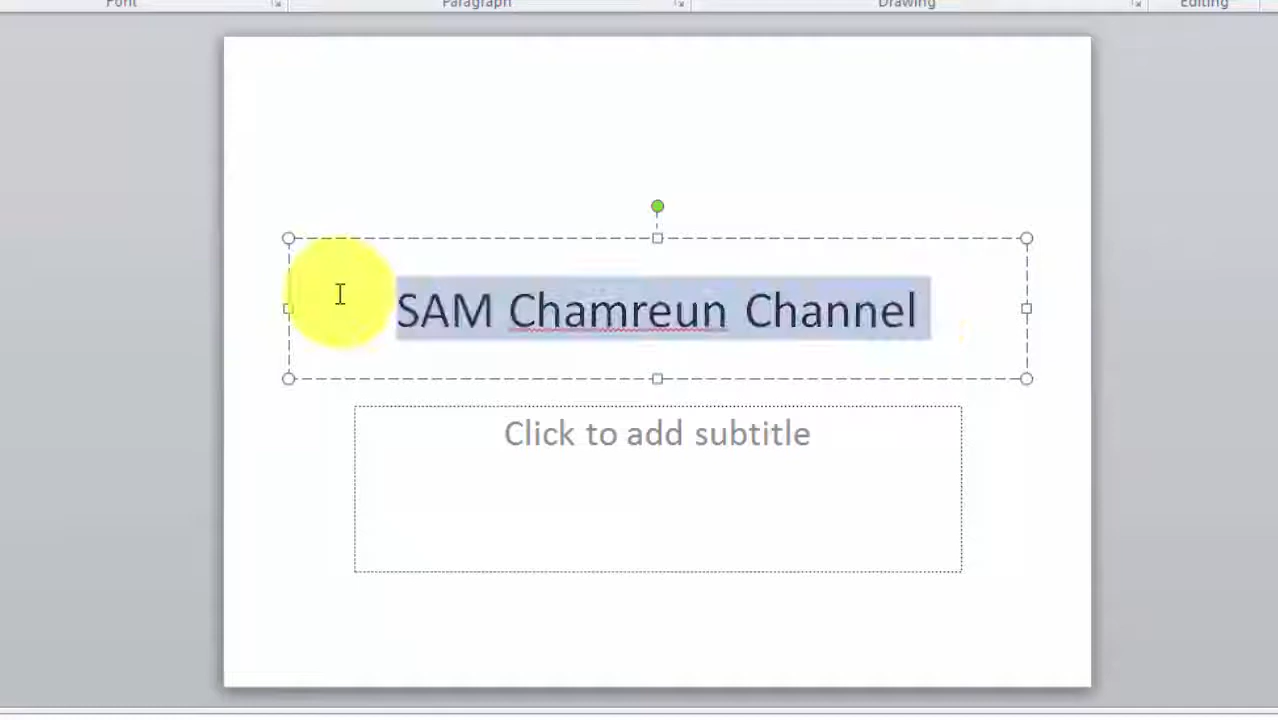 Font Paragraph Drawing Editing
SAM Chamreun Channel
Click to add subtitle